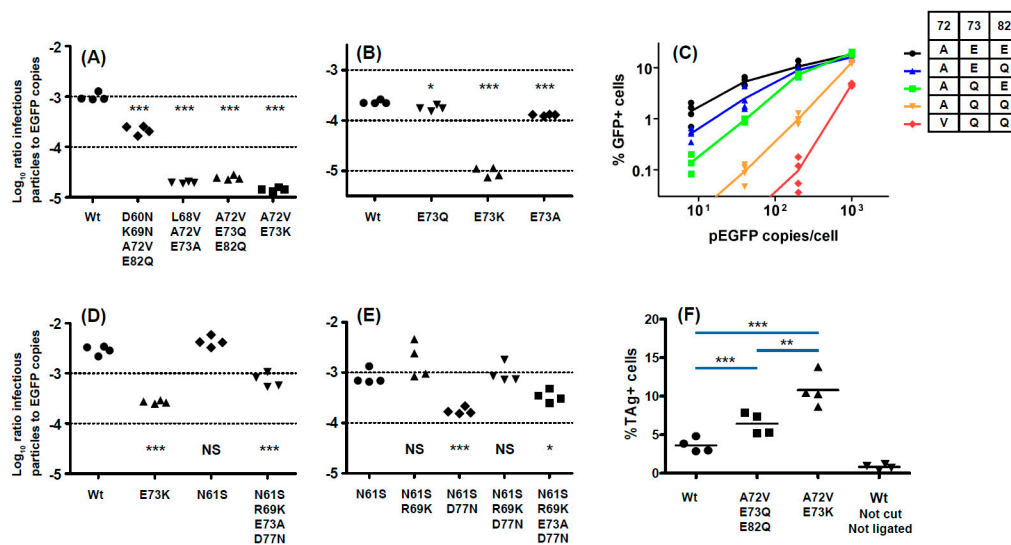 (A)
-2
-3
-4
-5
Log10 ratio infectious
particles to EGFP copies
*** *** *** ***
Wt D60N L68V A72V A72V
K69N A72V E73Q E73K
A72V E73A E82Q
E82Q
(B)
-3
-4
-5
* *** ***
Wt E73Q E73K E73A
(C)
10
1
0.1
% GFP+ cells
10¹ 10² 10³
pEGFP copies/cell
72 73 82
A E E
A E Q
A Q E
A Q Q
V Q Q
(D)
-2
-3
-4
-5
Log10 ratio infectious
particles to EGFP copies
*** NS ***
Wt E73K N61S N61S
R69K
E73A
D77N
(E)
-2
-3
-4
-5
NS *** NS *
N61S N61S N61S N61S N61S
R69K D77N R69K R69K
D77N E73A
D77N
(F)
20
15
10
5
0
%TAg+ cells
***
**
***
Wt A72V A72V Wt
E73Q E73K Not cut
E82Q Not ligated